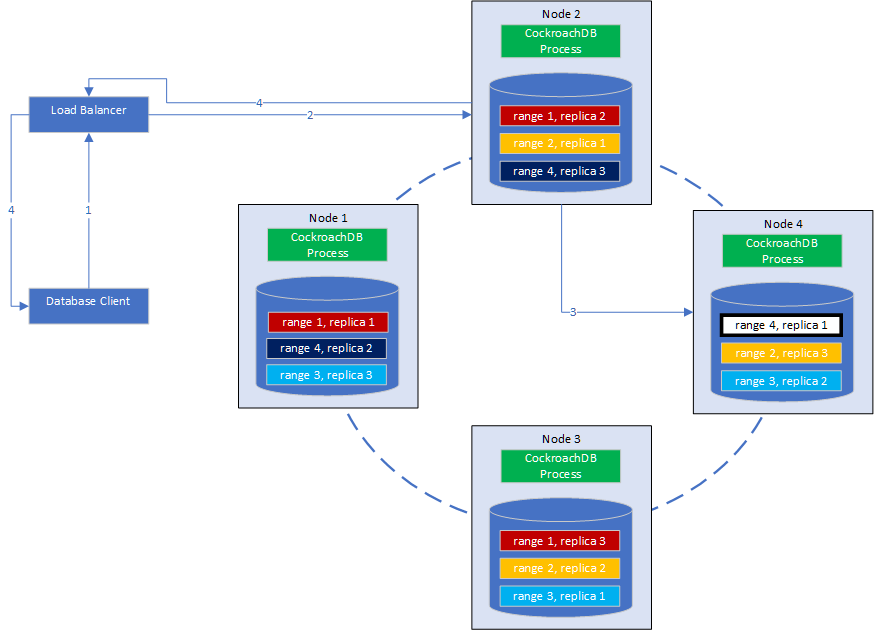 Node 2
CockroachDB
Process
range 1, replica 2
range 2, replica 1
range 4, replica 3
Load Balancer
4
2
4
1
Database Client
Node 1
CockroachDB
Process
range 1, replica 1
range 4, replica 2
range 3, replica 3
3
Node 4
CockroachDB
Process
range 4, replica 1
range 2, replica 3
range 3, replica 2
Node 3
CockroachDB
Process
range 1, replica 3
range 2, replica 2
range 3, replica 1